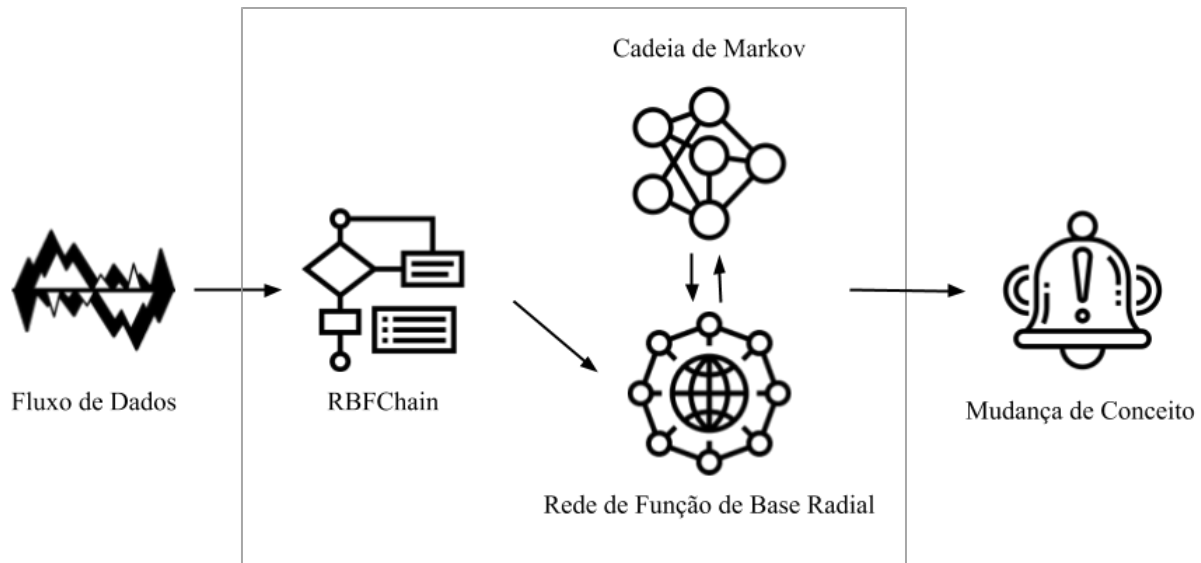 Cadeia de Markov
Fluxo de Dados
RBFChain
Mudança de Conceito
Rede de Função de Base Radial